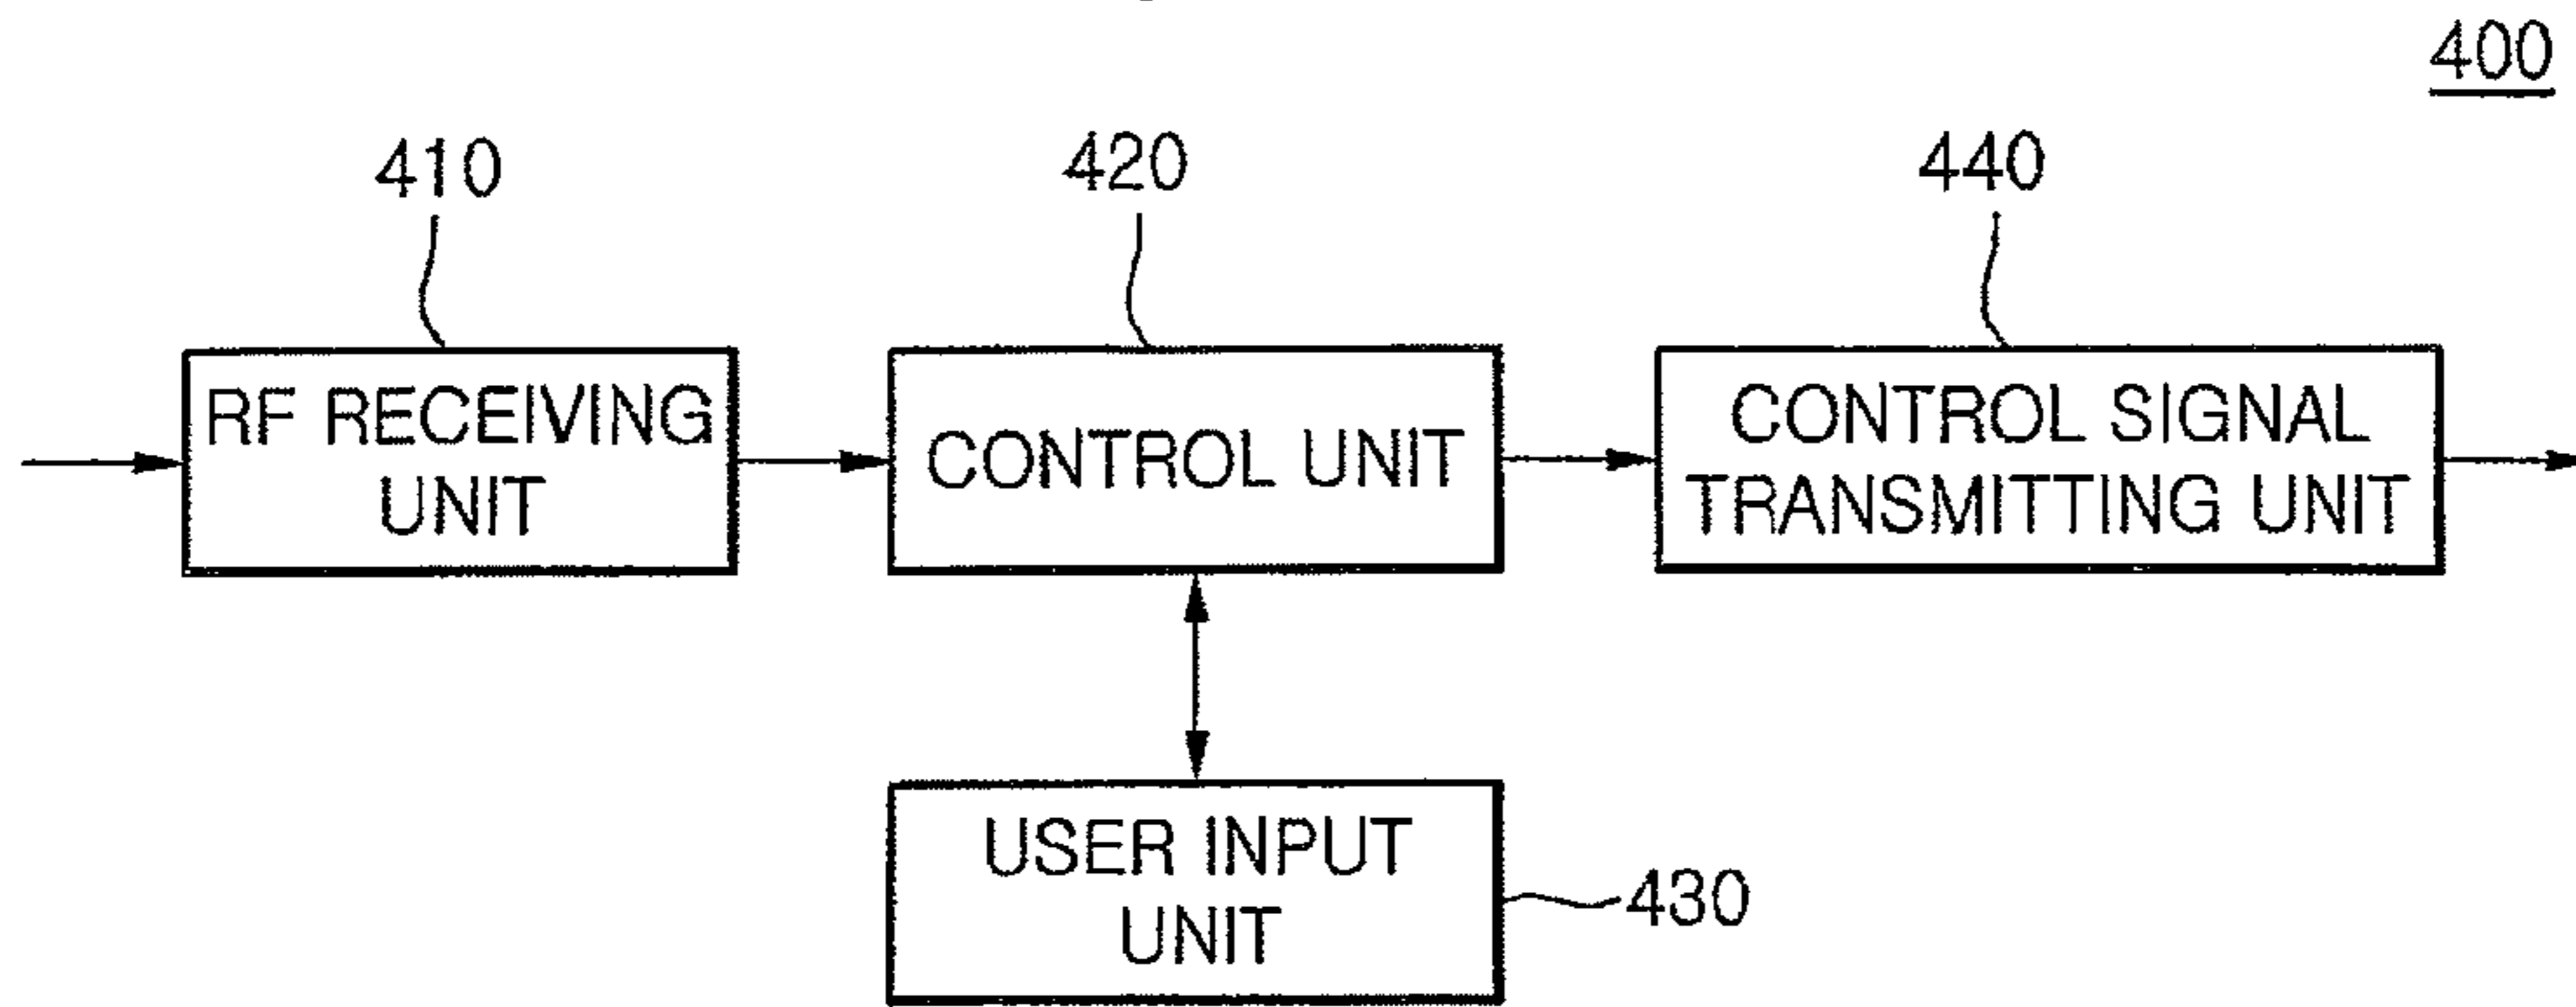 400
410
420
440
RF RECEIVING
UNIT
CONTROL UNIT
CONTROL SIGNAL
TRANSMITTING UNIT
USER INPUT
UNIT
430